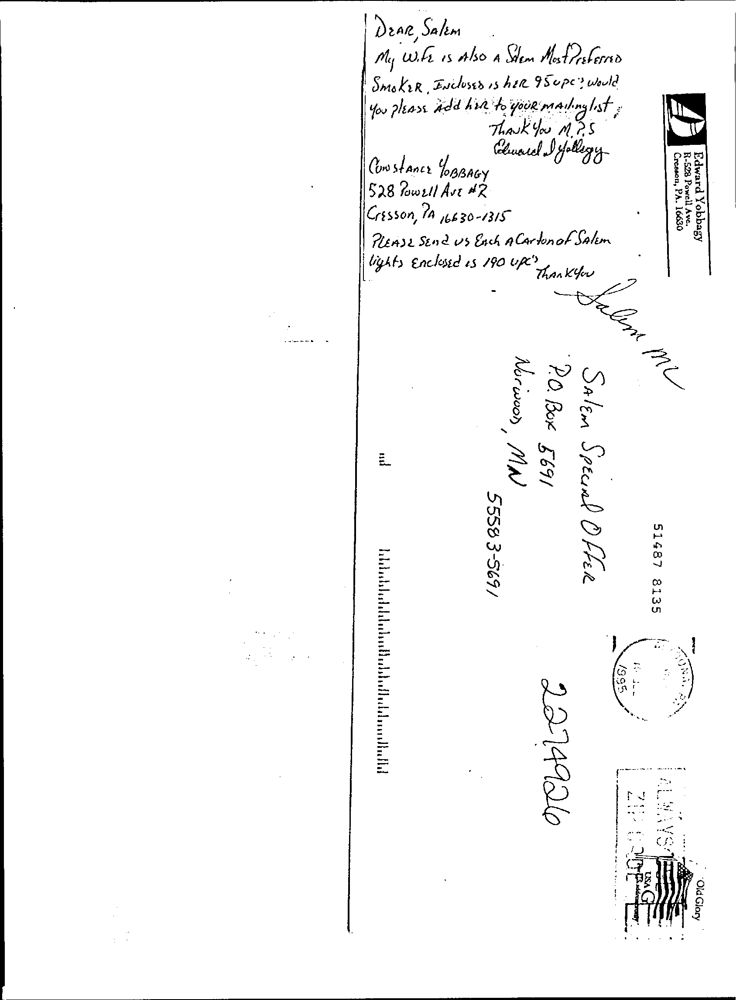 Dear, Salem
My Wife is Also A Salem Most Preferred
Smoker. Inclosed is her 95 upc's would
You please Add her to your mailing list,
Thank You M.P.S
Edward J Yobbagy
Constance Yobbagy
528 Powell Ave #2
Cresson, PA 16630-1315
Please Send us Each A Carton of Salem
lights Enclosed is 190 upc's
Thank You
Edward Yobbagy
R-528 Powell Ave.
Cresson, PA. 16630
Salem ML
Salem Special Offer
P.O. Box 5691
Norwood, MN
55583-5691
51487 8135
2274926
1995
ALWAYS
ZIP CODE
Old Glory
USA G